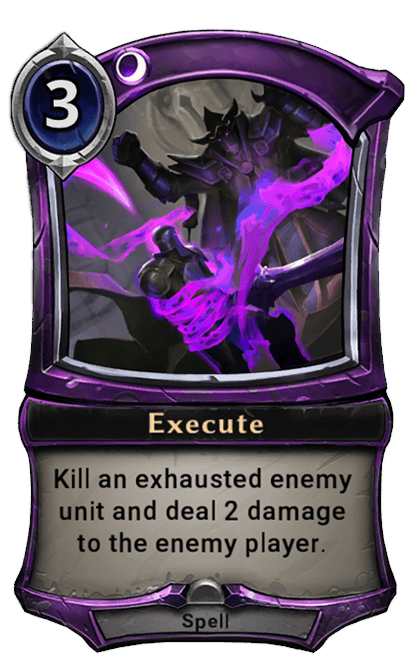 3
Execute
Kill an exhausted enemy
unit and deal 2 damage
to the enemy player.
Spell